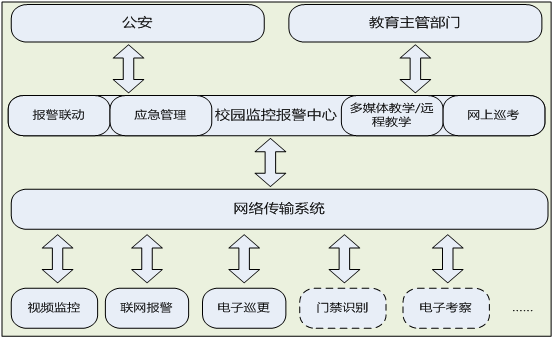 公安
教育主管部门
报警联动
应急管理
校园监控报警中心
多媒体教学/远
程教学
网上巡考
网络传输系统
视频监控
联网报警
电子巡更
门禁识别
电子考察
......